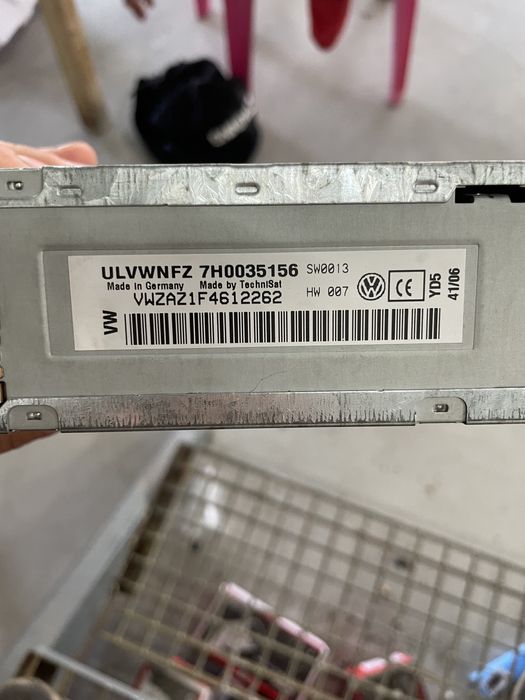 ULVWNFZ 7H0035156 SW0013
Made in Germany Made by TechniSat
VWZAZ1F4612262 HW 007
VW
CE
YD5
41/06